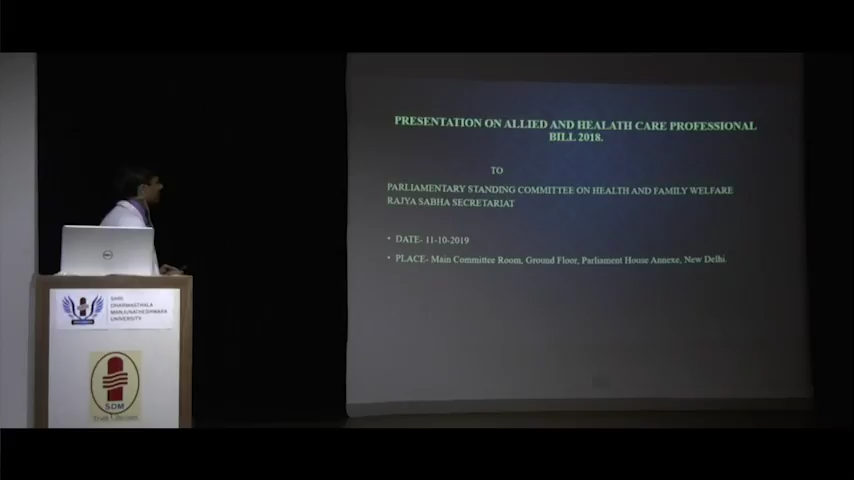 PRESENTATION ON ALLIED AND HEALATH CARE PROFESSIONAL
BILL 2018.
TO
PARLIAMENTARY STANDING COMMITTEE ON HEALTH AND FAMILY WELFARE
RAJYA SABHA SECRETARIAT
• DATE- 11-10-2019
• PLACE- Main Committee Room, Ground Floor, Parliament House Annexe, New Delhi.
DELL
SHRI
DHARMASTHALA
MANJUNATHESHWARA
UNIVERSITY
SDM